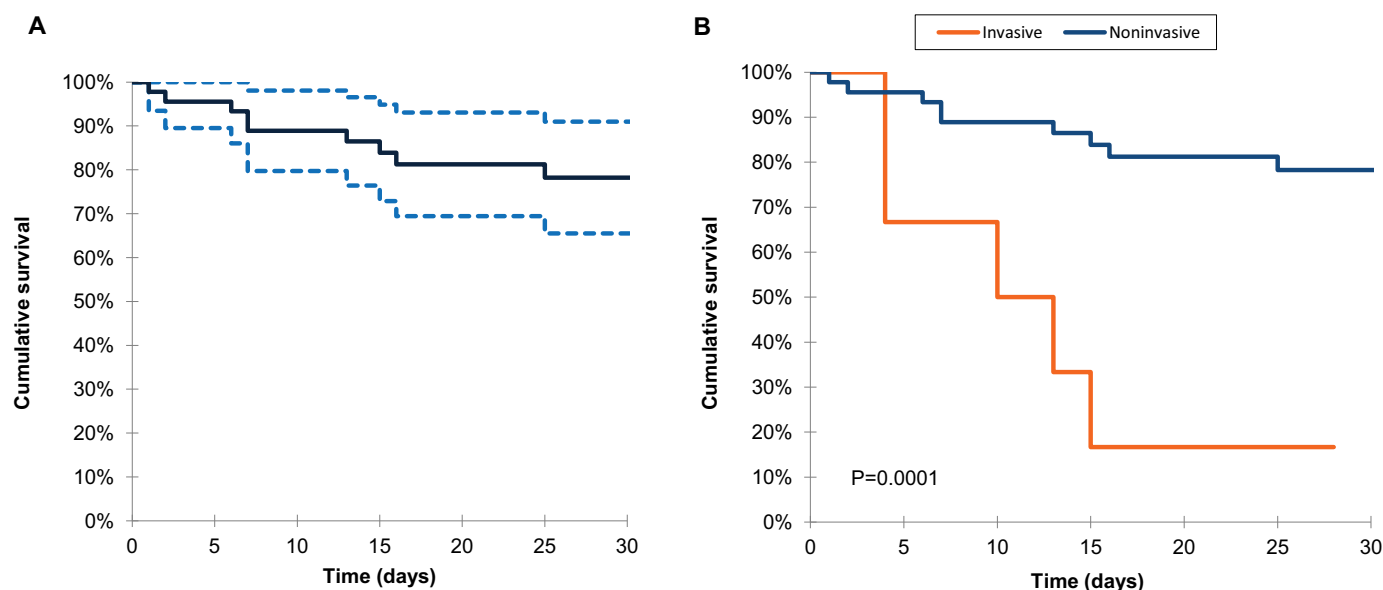 A
Cumulative survival
100%
90%
80%
70%
60%
50%
40%
30%
20%
10%
0%
0 5 10 15 20 25 30
Time (days)
B
Invasive Noninvasive
Cumulative survival
100%
90%
80%
70%
60%
50%
40%
30%
20%
10%
0%
P=0.0001
0 5 10 15 20 25 30
Time (days)